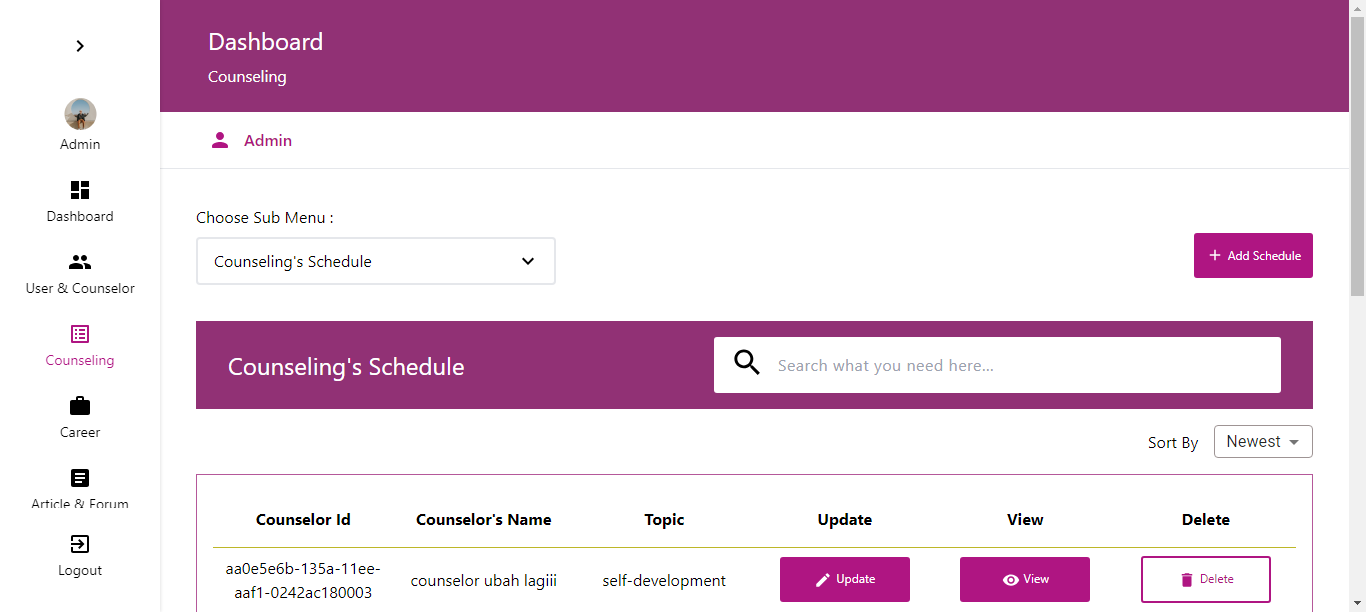 Dashboard
Counseling
Admin
Admin
Dashboard
User & Counselor
Counseling
Career
Article & Forum
Logout
Choose Sub Menu :
Counseling's Schedule
Add Schedule
Counseling's Schedule
Search what you need here...
Sort By
Newest
Counselor Id
Counselor's Name
Topic
Update
View
Delete
aa0e5e6b-135a-11ee-
aaf1-0242ac180003
counselor ubah lagiii
self-development
Update
View
Delete